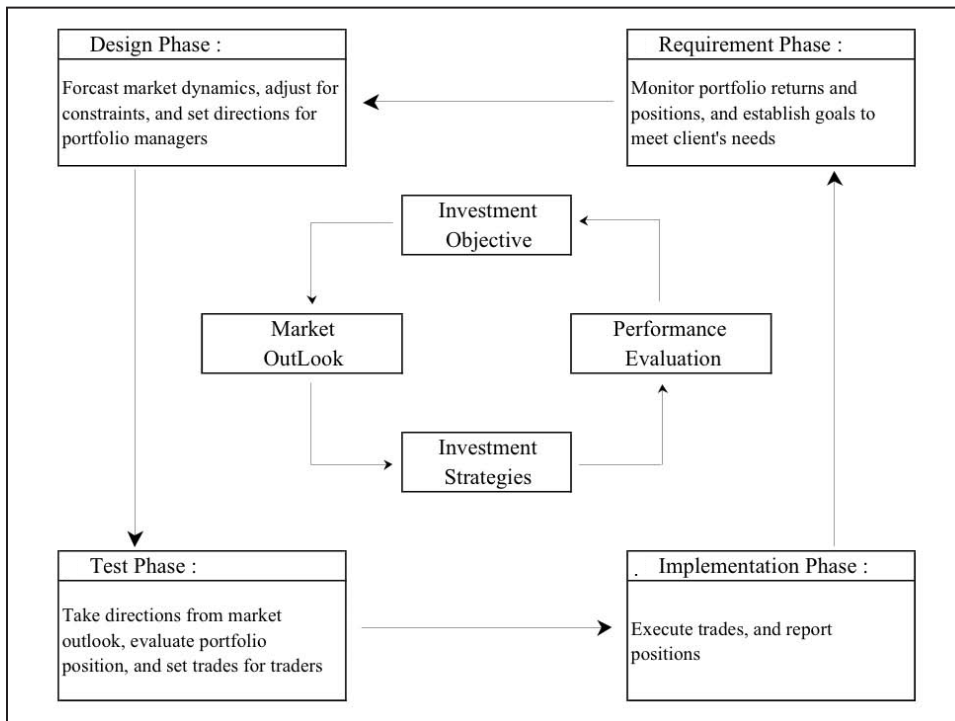 Design Phase :
Forcast market dynamics, adjust for
constraints, and set directions for
portfolio managers
Requirement Phase :
Monitor portfolio returns and
positions, and establish goals to
meet client's needs
Investment
Objective
Market
OutLook
Performance
Evaluation
Investment
Strategies
Test Phase :
Take directions from market
outlook, evaluate portfolio
position, and set trades for traders
. Implementation Phase :
Execute trades, and report
positions